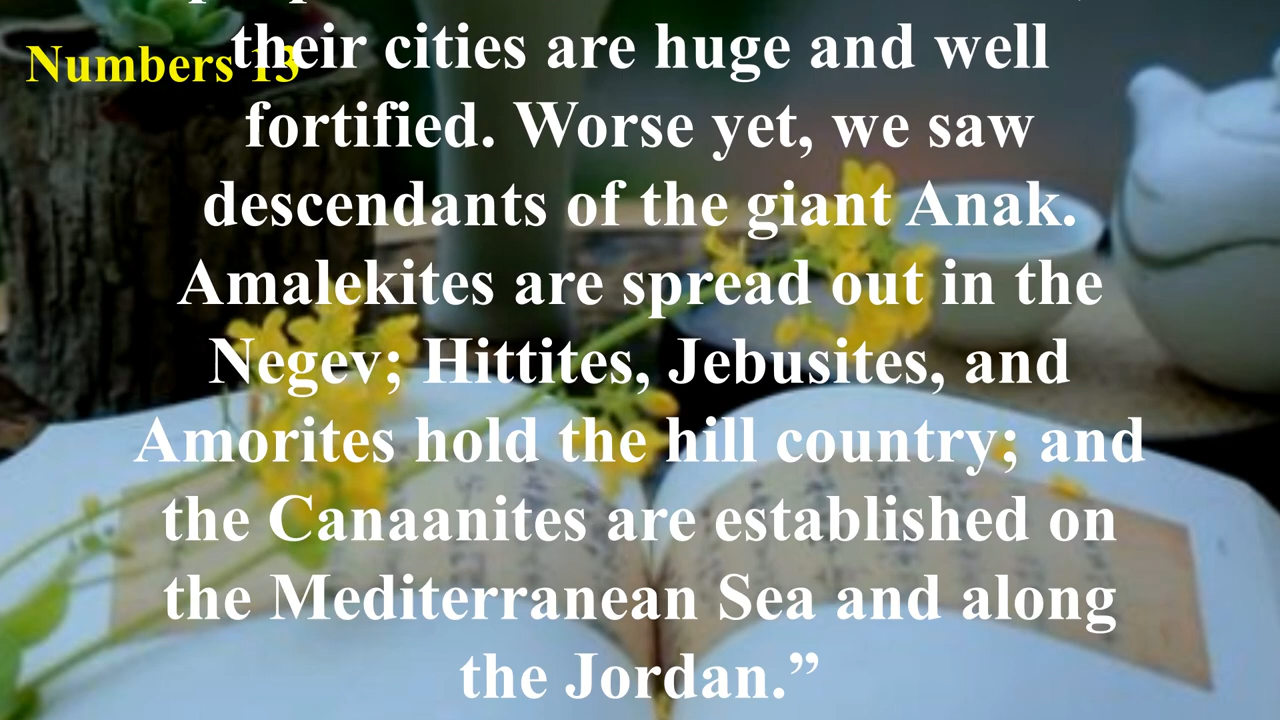 Numbers 13
their cities are huge and well
fortified. Worse yet, we saw
descendants of the giant Anak.
Amalekites are spread out in the
Negev; Hittites, Jebusites, and
Amorites hold the hill country; and
the Canaanites are established on
the Mediterranean Sea and along
the Jordan.”